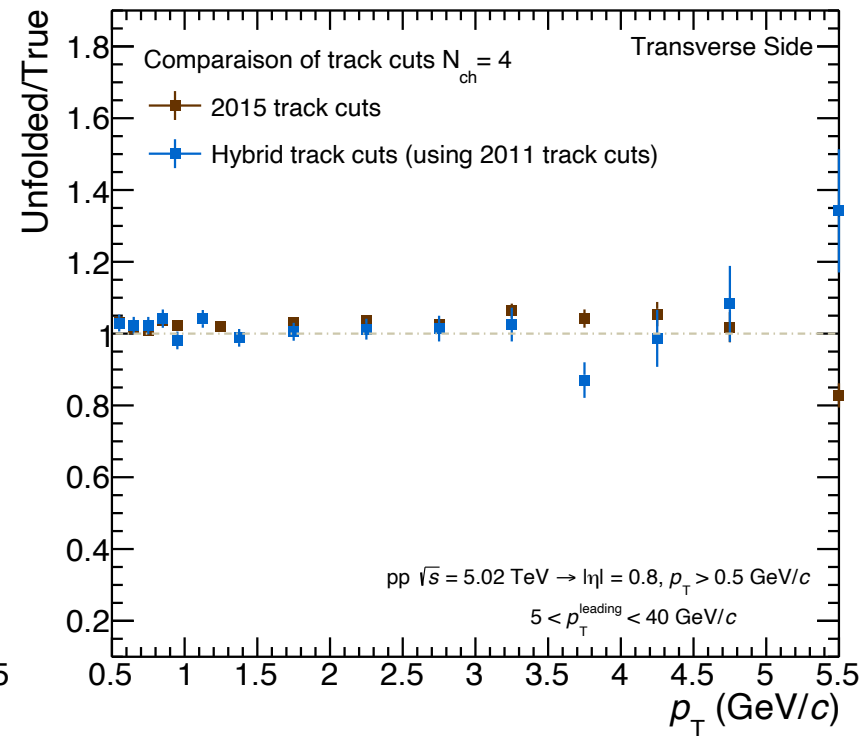 Comparaison of track cuts N_ch = 4
Transverse Side
2015 track cuts
Hybrid track cuts (using 2011 track cuts)
Unfolded/True
1.8
1.6
1.4
1.2
1
0.8
0.6
0.4
0.2
pp √s = 5.02 TeV → |η| = 0.8, p_T > 0.5 GeV/c
5 < p_T^leading < 40 GeV/c
5 0.5 1 1.5 2 2.5 3 3.5 4 4.5 5 5.5
p_T (GeV/c)